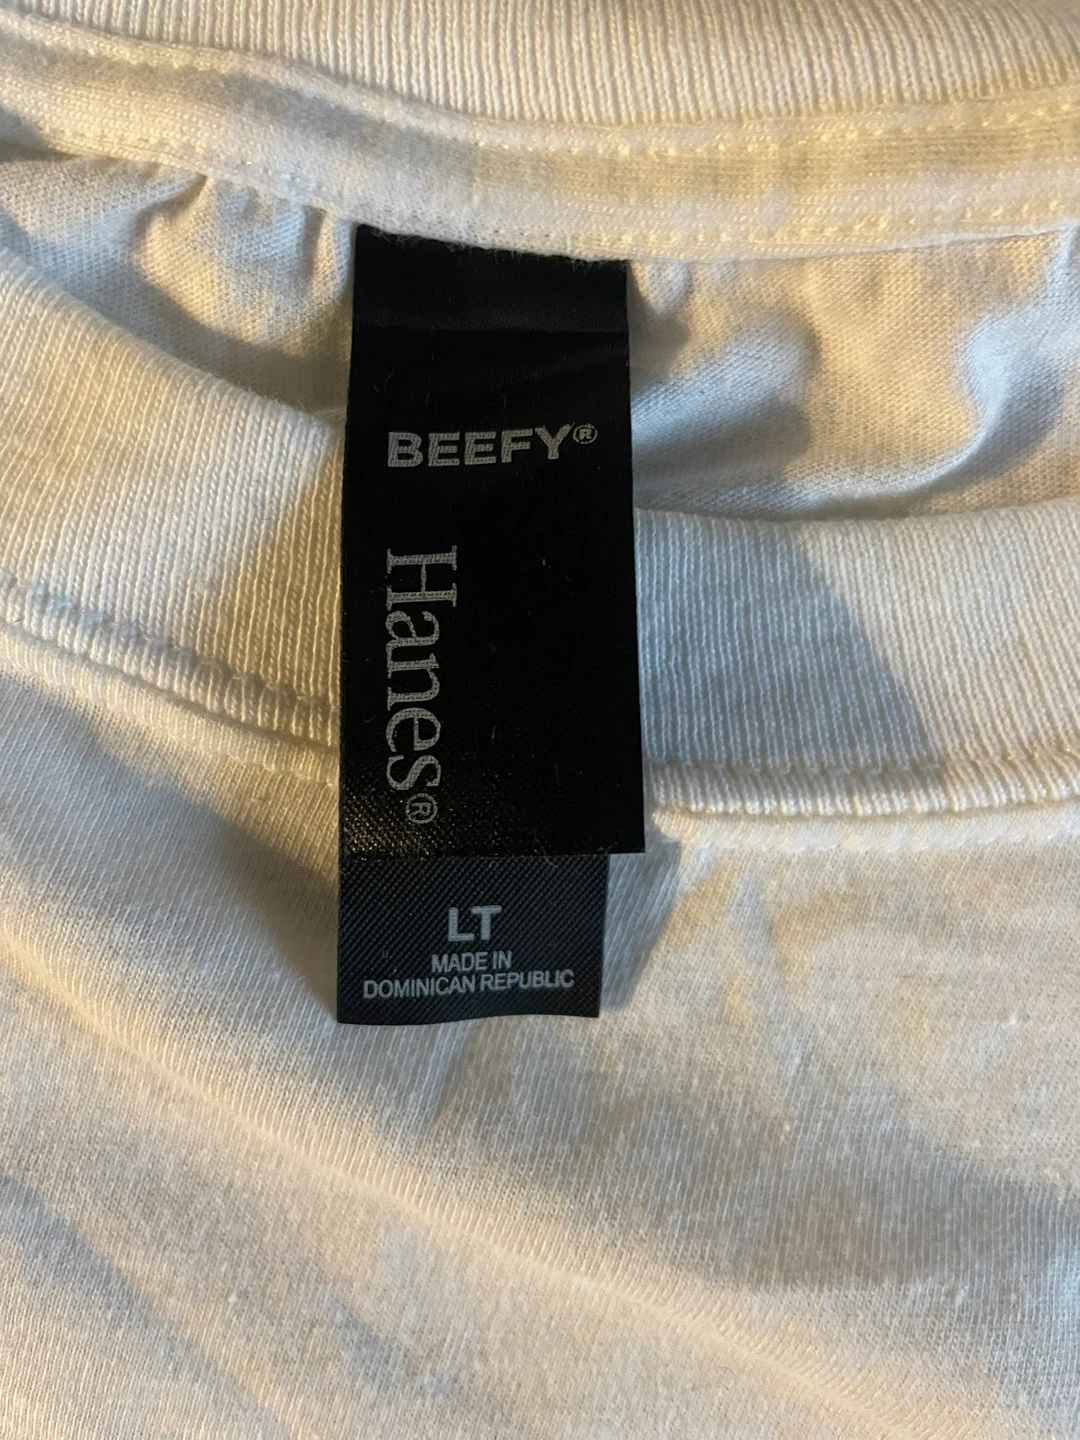 BEEFY®
Hanes®
LT
MADE IN
DOMINICAN REPUBLIC